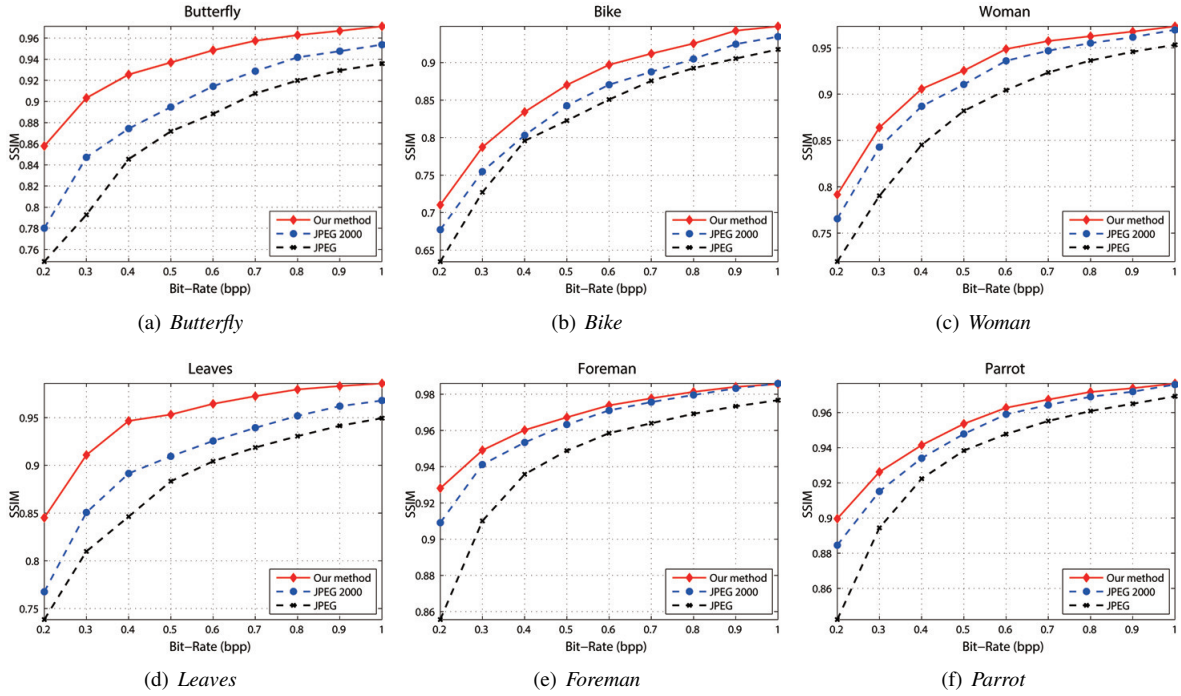 Butterfly
SSIM
0.96
0.94
0.92
0.9
0.88
0.86
0.84
0.82
0.8
0.78
0.76
Our method
JPEG 2000
JPEG
0.2 0.3 0.4 0.5 0.6 0.7 0.8 0.9 1
Bit-Rate (bpp)
(a) Butterfly
Bike
SSIM
0.9
0.85
0.8
0.75
0.7
0.65
Our method
JPEG 2000
JPEG
0.2 0.3 0.4 0.5 0.6 0.7 0.8 0.9 1
Bit-Rate (bpp)
(b) Bike
Woman
SSIM
0.95
0.9
0.85
0.8
0.75
Our method
JPEG 2000
JPEG
0.2 0.3 0.4 0.5 0.6 0.7 0.8 0.9 1
Bit-Rate (bpp)
(c) Woman
Leaves
SSIM
0.95
0.9
0.85
0.8
0.75
Our method
JPEG 2000
JPEG
0.2 0.3 0.4 0.5 0.6 0.7 0.8 0.9 1
Bit-Rate (bpp)
(d) Leaves
Foreman
SSIM
0.98
0.96
0.94
0.92
0.9
0.88
0.86
Our method
JPEG 2000
JPEG
0.2 0.3 0.4 0.5 0.6 0.7 0.8 0.9 1
Bit-Rate (bpp)
(e) Foreman
Parrot
SSIM
0.96
0.94
0.92
0.9
0.88
0.86
Our method
JPEG 2000
JPEG
0.2 0.3 0.4 0.5 0.6 0.7 0.8 0.9 1
Bit-Rate (bpp)
(f) Parrot